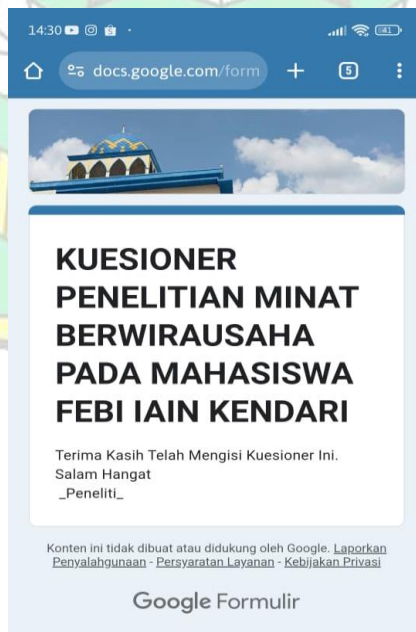 14:30
41
docs.google.com/form
5
KUESIONER
PENELITIAN MINAT
BERWIRAUSAHA
PADA MAHASISWA
FEBI IAIN KENDARI
Terima Kasih Telah Mengisi Kuesioner Ini.
Salam Hangat
_Peneliti_
Konten ini tidak dibuat atau didukung oleh Google. Laporkan
Penyalahgunaan - Persyaratan Layanan - Kebijakan Privasi
Google Formulir